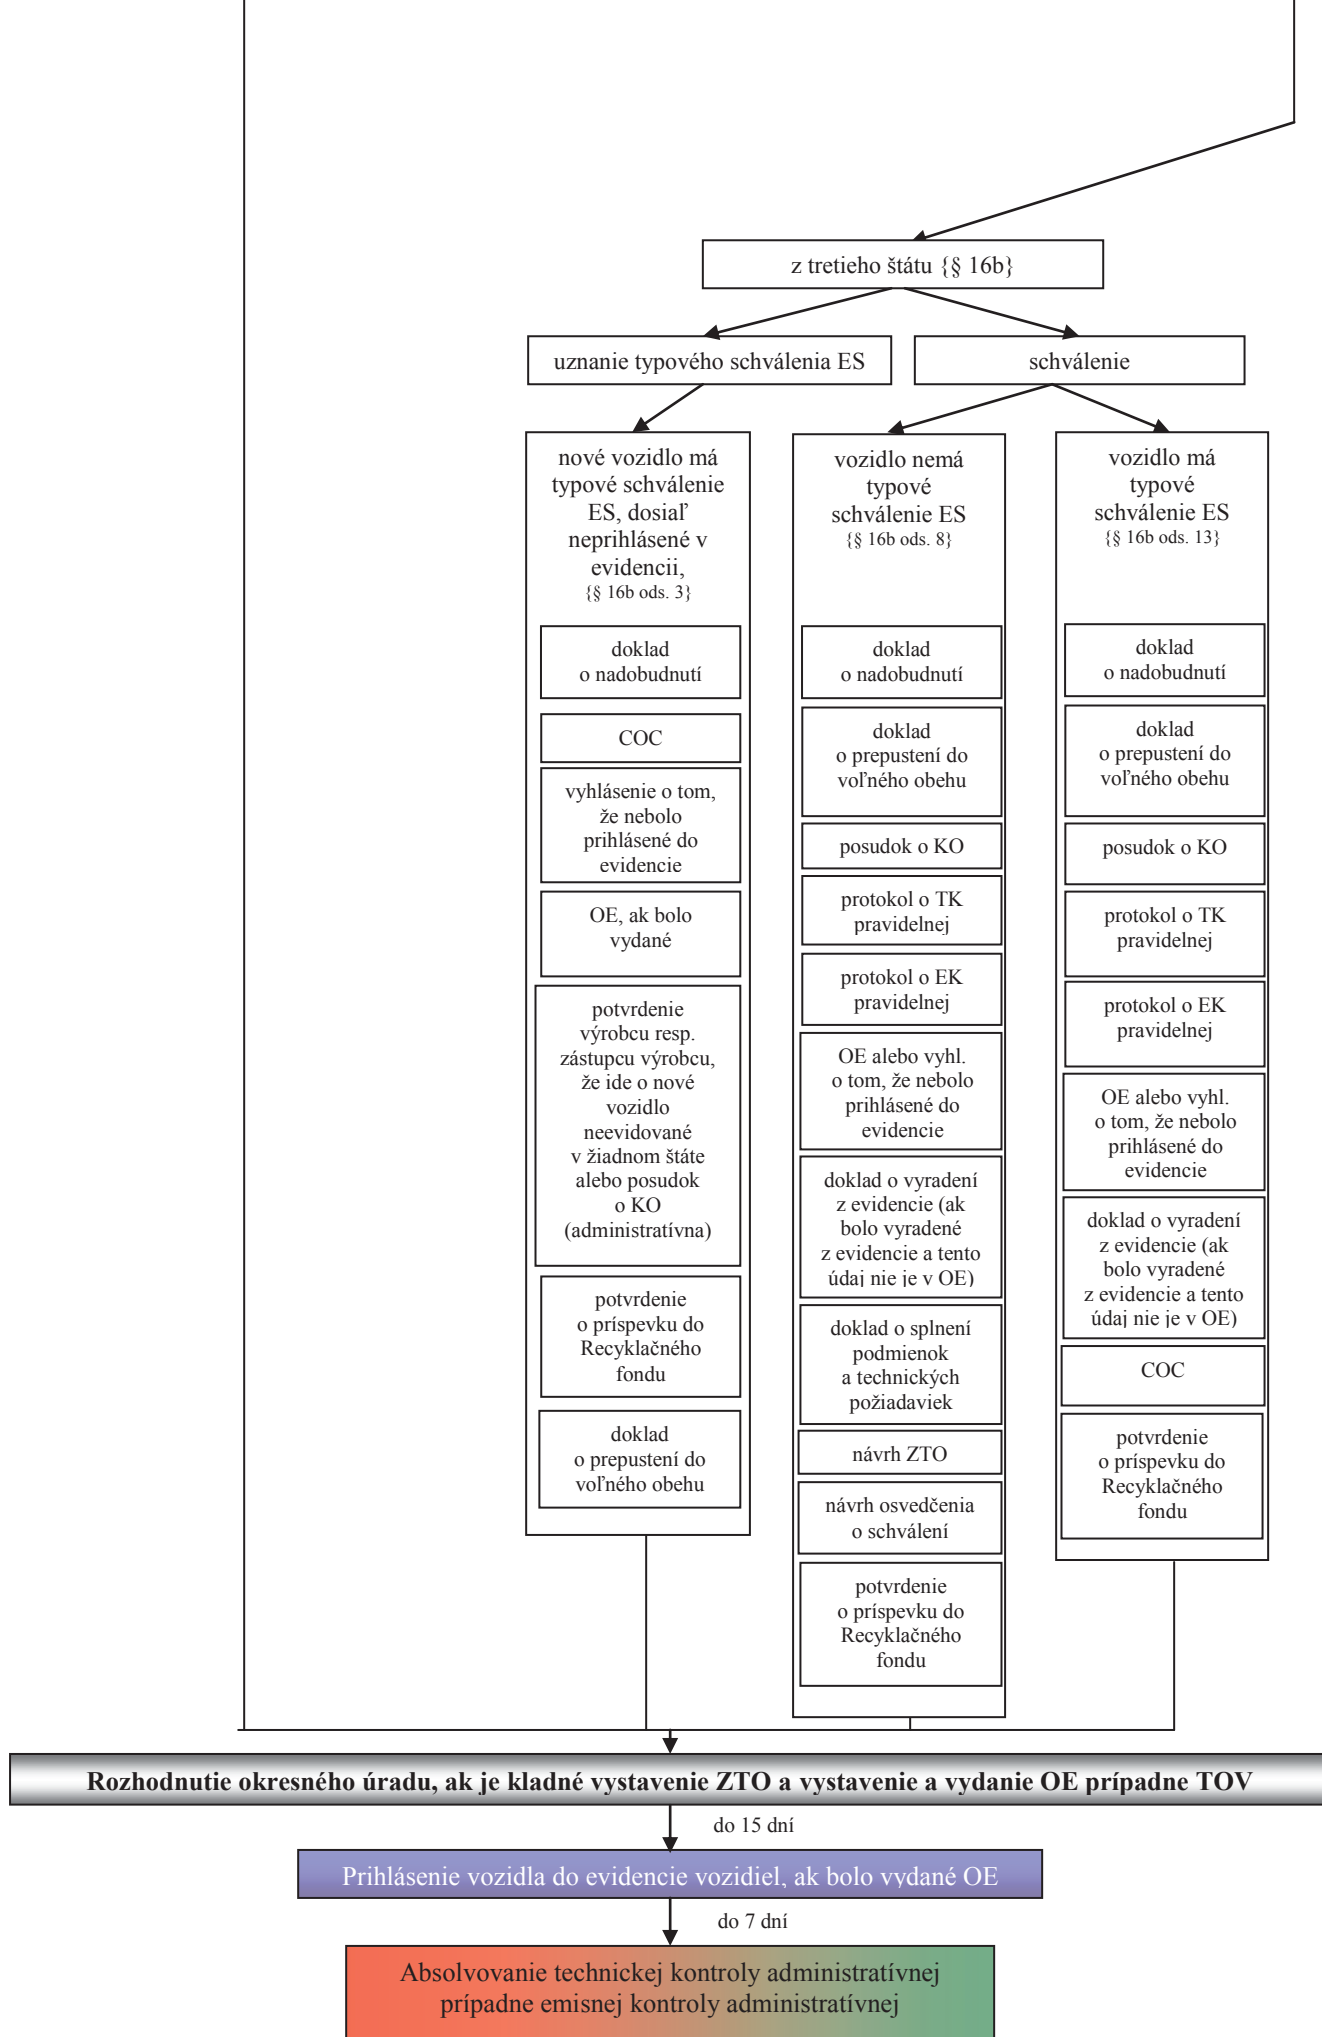 z tretieho štátu {§ 16b}
uznanie typového schválenia ES
schválenie
nové vozidlo má
typové schválenie
ES, dosiaľ
neprihlásené v
evidencii,
{§ 16b ods. 3}
doklad
o nadobudnutí
COC
vyhlásenie o tom,
že nebolo
prihlásené do
evidencie
OE, ak bolo
vydané
potvrdenie
výrobcu resp.
zástupcu výrobcu,
že ide o nové
vozidlo
neevidované
v žiadnom štáte
alebo posudok
o KO
(administratívna)
potvrdenie
o príspevku do
Recyklačného
fondu
doklad
o prepustení do
voľného obehu
vozidlo nemá
typové
schválenie ES
{§ 16b ods. 8}
doklad
o nadobudnutí
doklad
o prepustení do
voľného obehu
posudok o KO
protokol o TK
pravidelnej
protokol o EK
pravidelnej
OE alebo vyhl.
o tom, že nebolo
prihlásené do
evidencie
doklad o vyradení
z evidencie (ak
bolo vyradené
z evidencie a tento
údaj nie je v OE)
doklad o splnení
podmienok
a technických
požiadaviek
návrh ZTO
návrh osvedčenia
o schválení
potvrdenie
o príspevku do
Recyklačného
fondu
vozidlo má
typové
schválenie ES
{§ 16b ods. 13}
doklad
o nadobudnutí
doklad
o prepustení do
voľného obehu
posudok o KO
protokol o TK
pravidelnej
protokol o EK
pravidelnej
OE alebo vyhl.
o tom, že nebolo
prihlásené do
evidencie
doklad o vyradení
z evidencie (ak
bolo vyradené
z evidencie a tento
údaj nie je v OE)
COC
potvrdenie
o príspevku do
Recyklačného
fondu
Rozhodnutie okresného úradu, ak je kladné vystavenie ZTO a vystavenie a vydanie OE prípadne TOV
do 15 dní
Prihlásenie vozidla do evidencie vozidiel, ak bolo vydané OE
do 7 dní
Absolvovanie technickej kontroly administratívnej
prípadne emisnej kontroly administratívnej